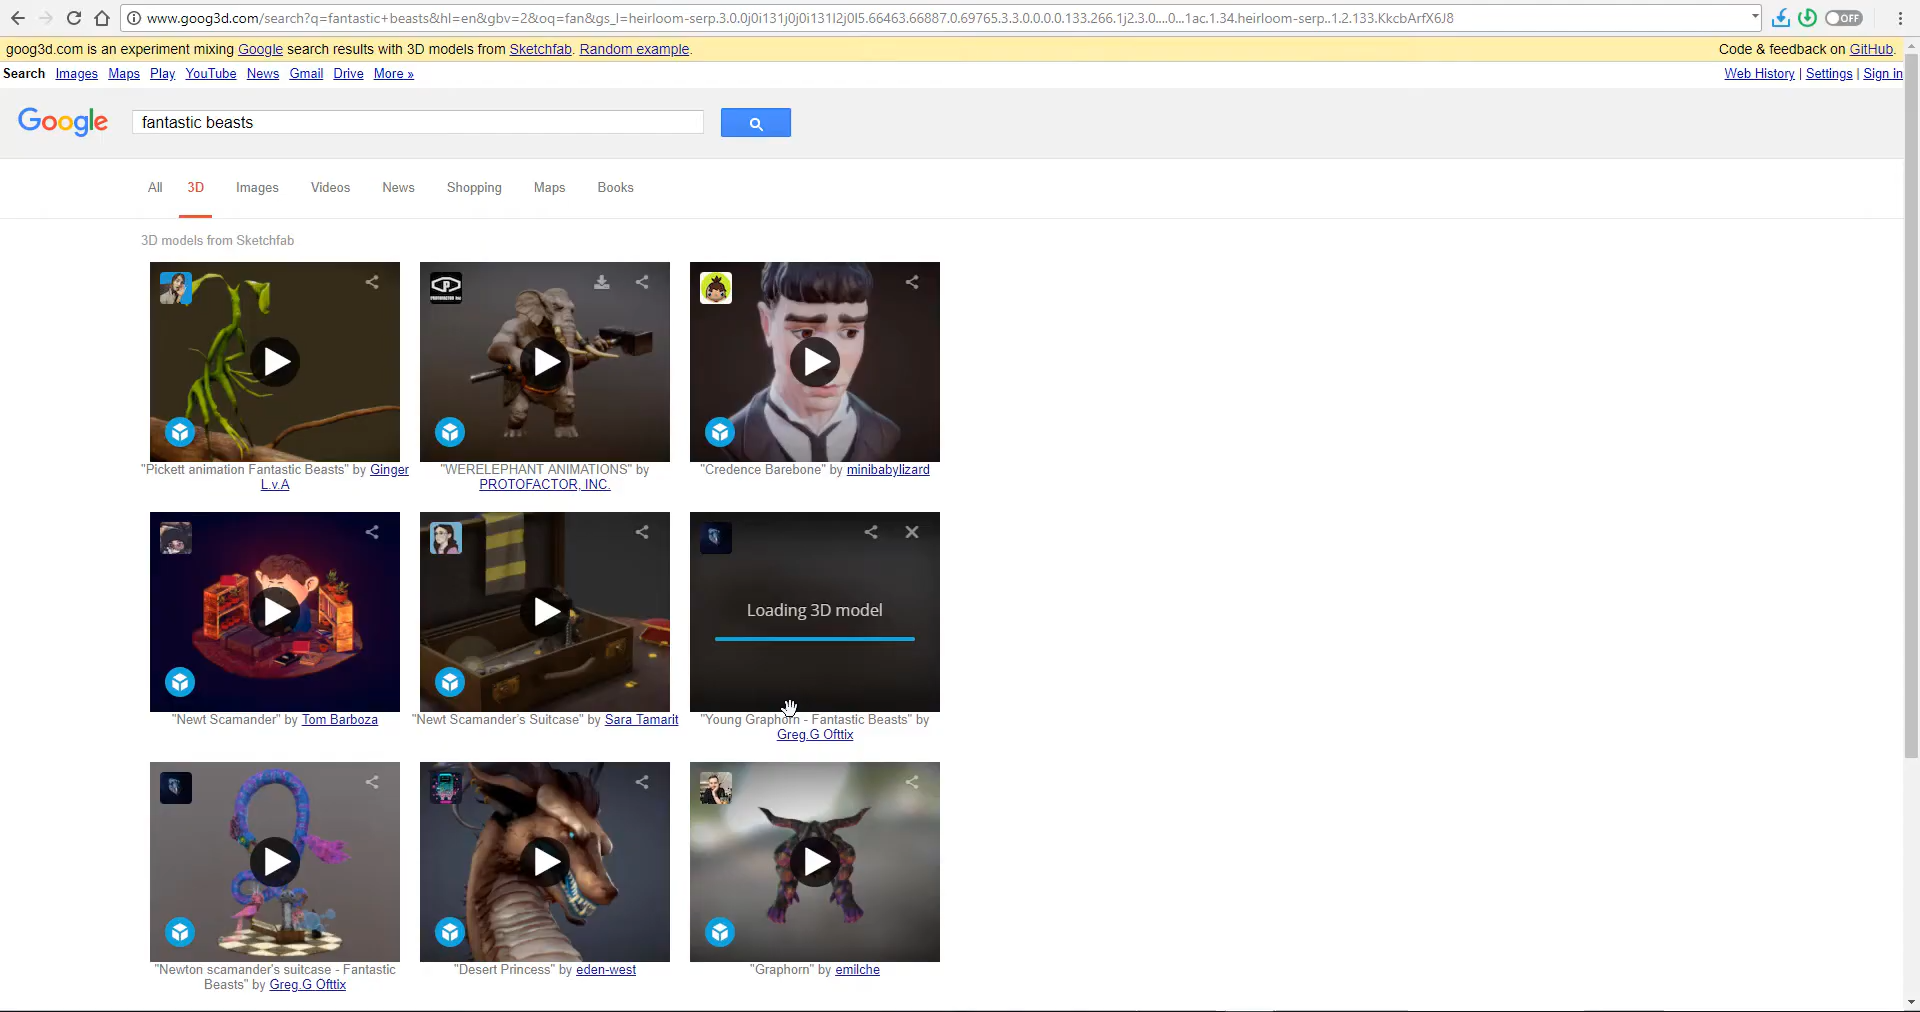 www.goog3d.com/search?q=fantastic+beasts&hl=en&gbv=2&oq=fan&gs_l=heirloom-serp.3.0.0j0i131j0j0i131l2j0l5.66463.66887.0.69765.3.3.0.0.0.0.133.266.1j2.3.0....0...1ac.1.34.heirloom-serp..1.2.133.KkcbArfX6J8
OFF
goog3d.com is an experiment mixing Google search results with 3D models from Sketchfab. Random example.
Code & feedback on GitHub.
Search Images Maps Play YouTube News Gmail Drive More »
Web History | Settings | Sign in
Google
fantastic beasts
All 3D Images Videos News Shopping Maps Books
3D models from Sketchfab
P
PROTOFACTOR Inc
"Pickett animation Fantastic Beasts" by Ginger
L.v.A
"WERELEPHANT ANIMATIONS" by
PROTOFACTOR, INC.
"Credence Barebone" by minibabylizard
Loading 3D model
"Newt Scamander" by Tom Barboza
"Newt Scamander's Suitcase" by Sara Tamarit
"Young Graphorn - Fantastic Beasts" by
Greg.G Ofttix
"Newton scamander's suitcase - Fantastic
Beasts" by Greg.G Ofttix
"Desert Princess" by eden-west
"Graphorn" by emilche